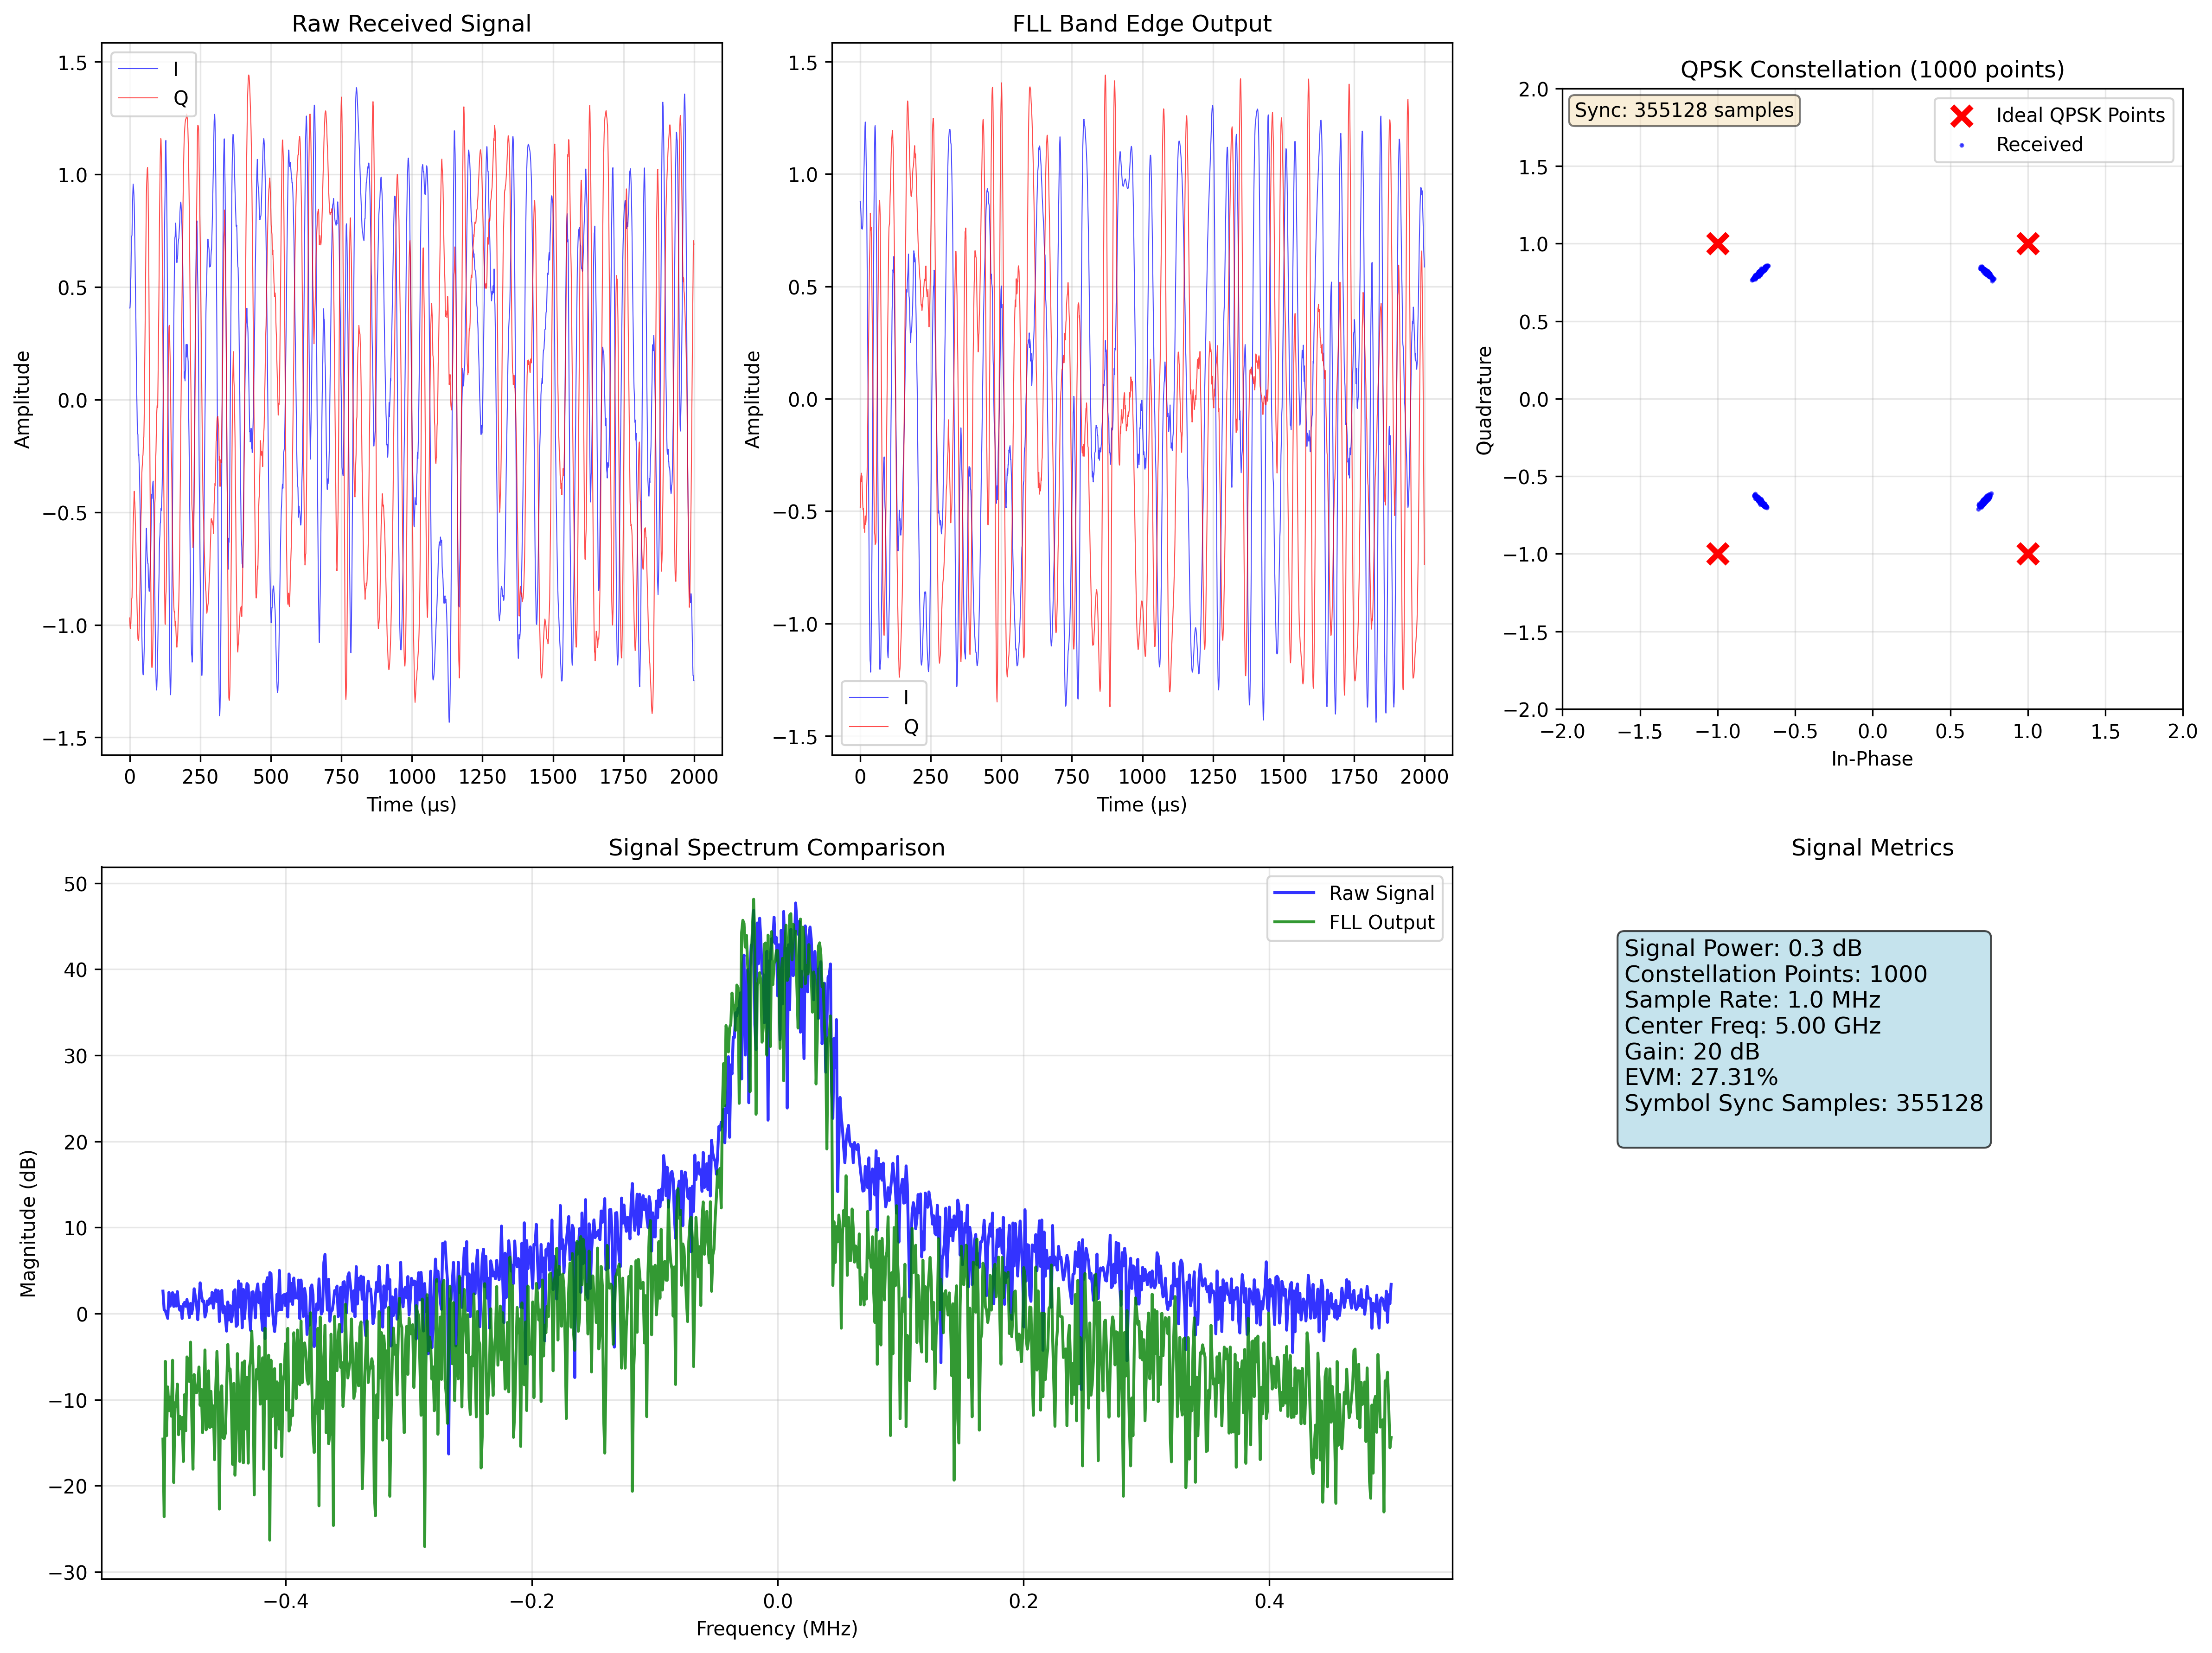 Raw Received Signal
I
Q
1.5
1.0
0.5
0.0
−0.5
−1.0
−1.5
Amplitude
0 250 500 750 1000 1250 1500 1750 2000
Time (µs)
FLL Band Edge Output
1.5
1.0
0.5
0.0
−0.5
−1.0
−1.5
Amplitude
I
Q
0 250 500 750 1000 1250 1500 1750 2000
Time (µs)
QPSK Constellation (1000 points)
Sync: 355128 samples
Ideal QPSK Points
Received
2.0
1.5
1.0
0.5
0.0
−0.5
−1.0
−1.5
−2.0
Quadrature
−2.0 −1.5 −1.0 −0.5 0.0 0.5 1.0 1.5 2.0
In-Phase
Signal Spectrum Comparison
Raw Signal
FLL Output
50
40
30
20
10
0
−10
−20
−30
Magnitude (dB)
−0.4 −0.2 0.0 0.2 0.4
Frequency (MHz)
Signal Metrics
Signal Power: 0.3 dB
Constellation Points: 1000
Sample Rate: 1.0 MHz
Center Freq: 5.00 GHz
Gain: 20 dB
EVM: 27.31%
Symbol Sync Samples: 355128